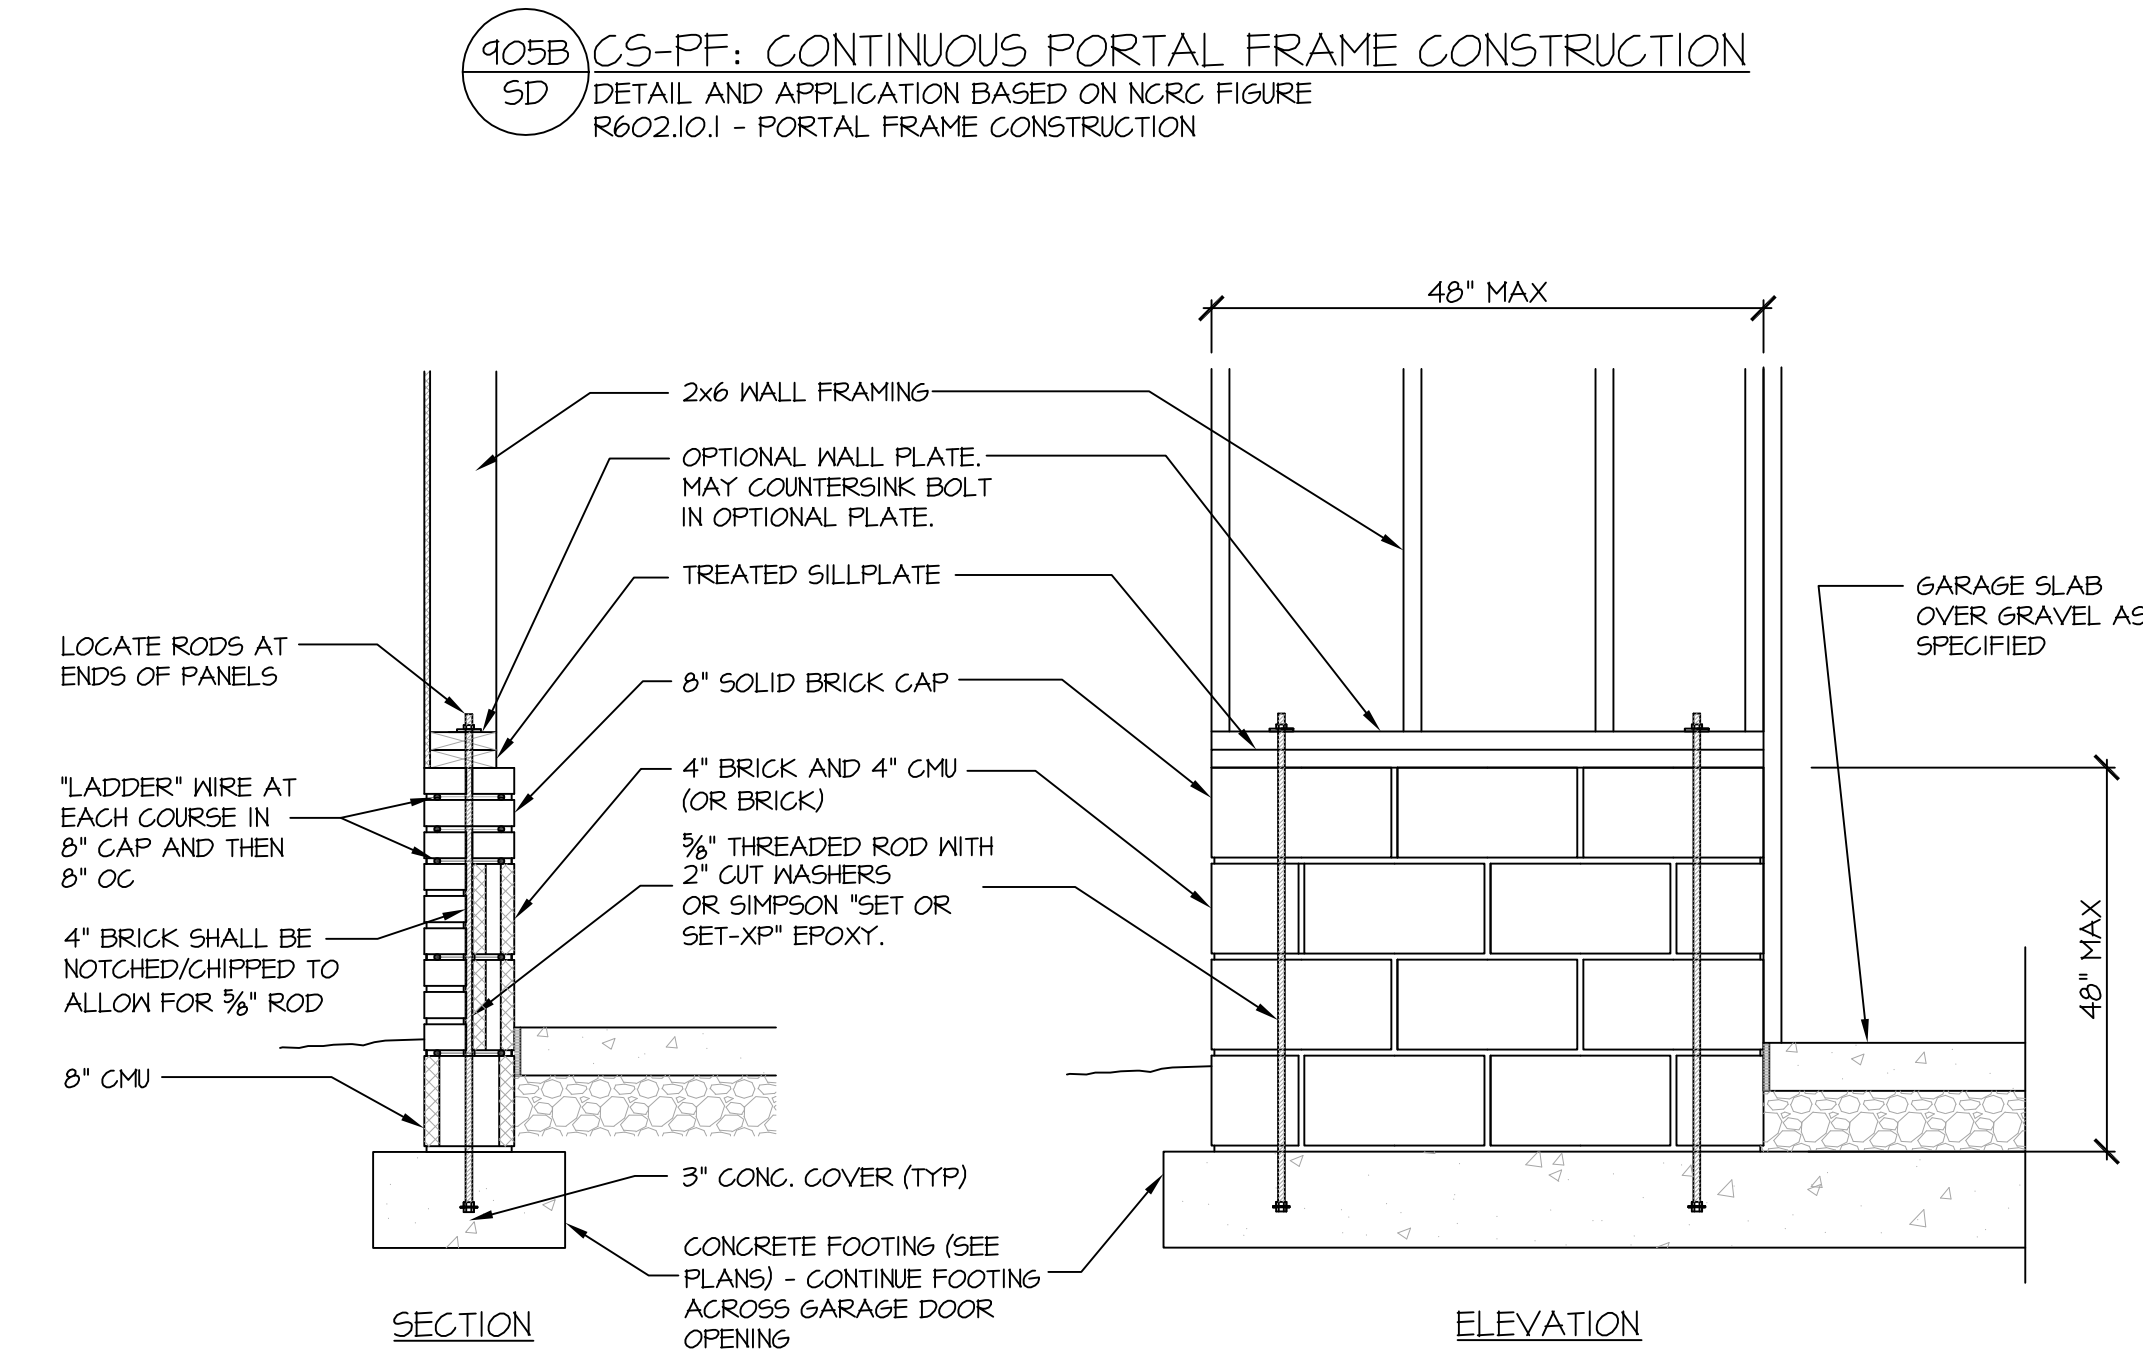 905B
SD
CS-PF: CONTINUOUS PORTAL FRAME CONSTRUCTION
DETAIL AND APPLICATION BASED ON NCRC FIGURE
R602.10.1 - PORTAL FRAME CONSTRUCTION
48" MAX
2x6 WALL FRAMING
OPTIONAL WALL PLATE.
MAY COUNTERSINK BOLT
IN OPTIONAL PLATE.
TREATED SILLPLATE
GARAGE SLAB
OVER GRAVEL AS
SPECIFIED
LOCATE RODS AT
ENDS OF PANELS
8" SOLID BRICK CAP
4" BRICK AND 4" CMU
(OR BRICK)
"LADDER" WIRE AT
EACH COURSE IN
8" CAP AND THEN
8" OC
⅝" THREADED ROD WITH
2" CUT WASHERS
OR SIMPSON "SET OR
SET-XP" EPOXY.
4" BRICK SHALL BE
NOTCHED/CHIPPED TO
ALLOW FOR ⅝" ROD
48" MAX
8" CMU
3" CONC. COVER (TYP)
CONCRETE FOOTING (SEE
PLANS) - CONTINUE FOOTING
ACROSS GARAGE DOOR
OPENING
SECTION
ELEVATION